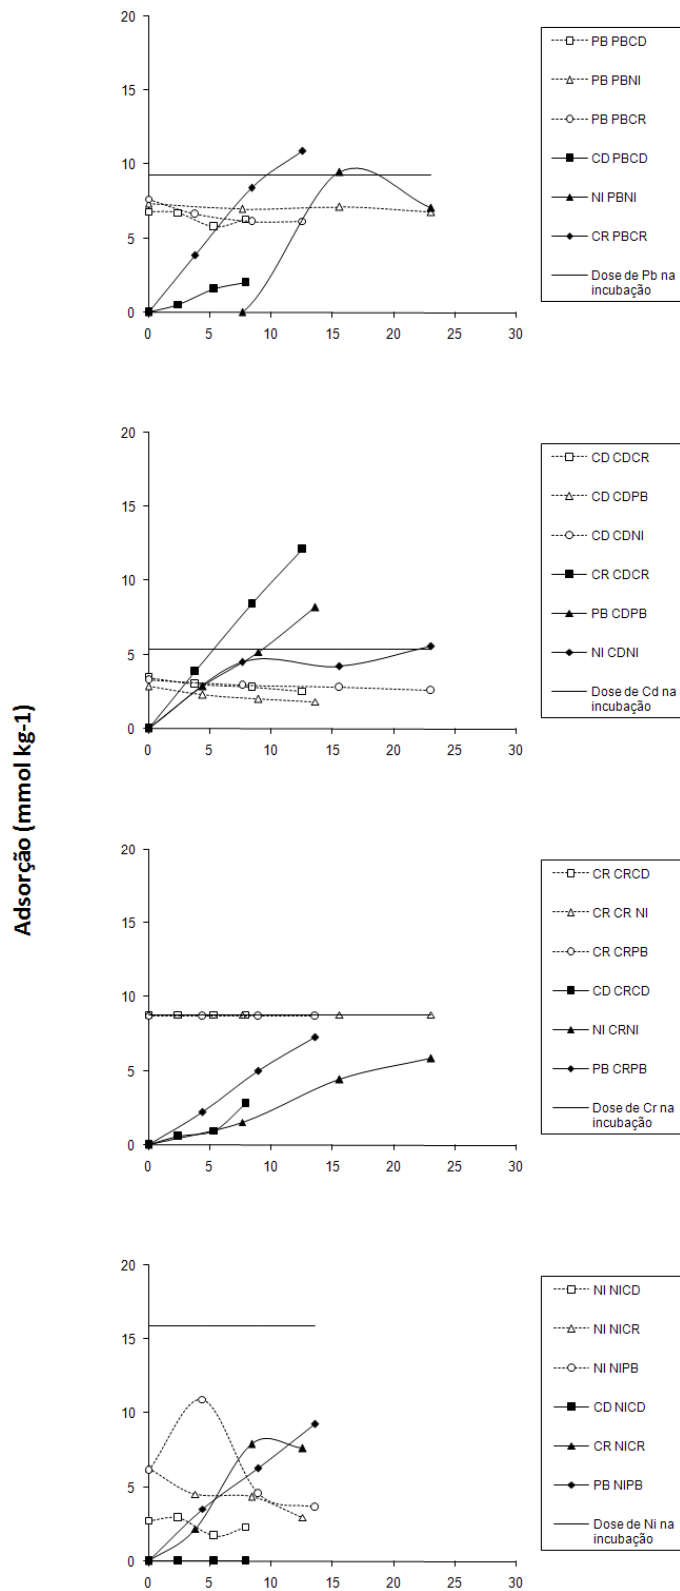 Adsorção (mmol kg-1)
20
15
10
5
0
0 5 10 15 20 25 30
PB PBCD
PB PBNI
PB PBCR
CD PBCD
NI PBNI
CR PBCR
Dose de Pb na
incubação
20
15
10
5
0
0 5 10 15 20 25 30
CD CDCR
CD CDPB
CD CDNI
CR CDCR
PB CDPB
NI CDNI
Dose de Cd na
incubação
20
15
10
5
0
0 5 10 15 20 25 30
CR CRCD
CR CR NI
CR CRPB
CD CRCD
NI CRNI
PB CRPB
Dose de Cr na
incubação
20
15
10
5
0
0 5 10 15 20 25 30
NI NICD
NI NICR
NI NIPB
CD NICD
CR NICR
PB NIPB
Dose de Ni na
incubação